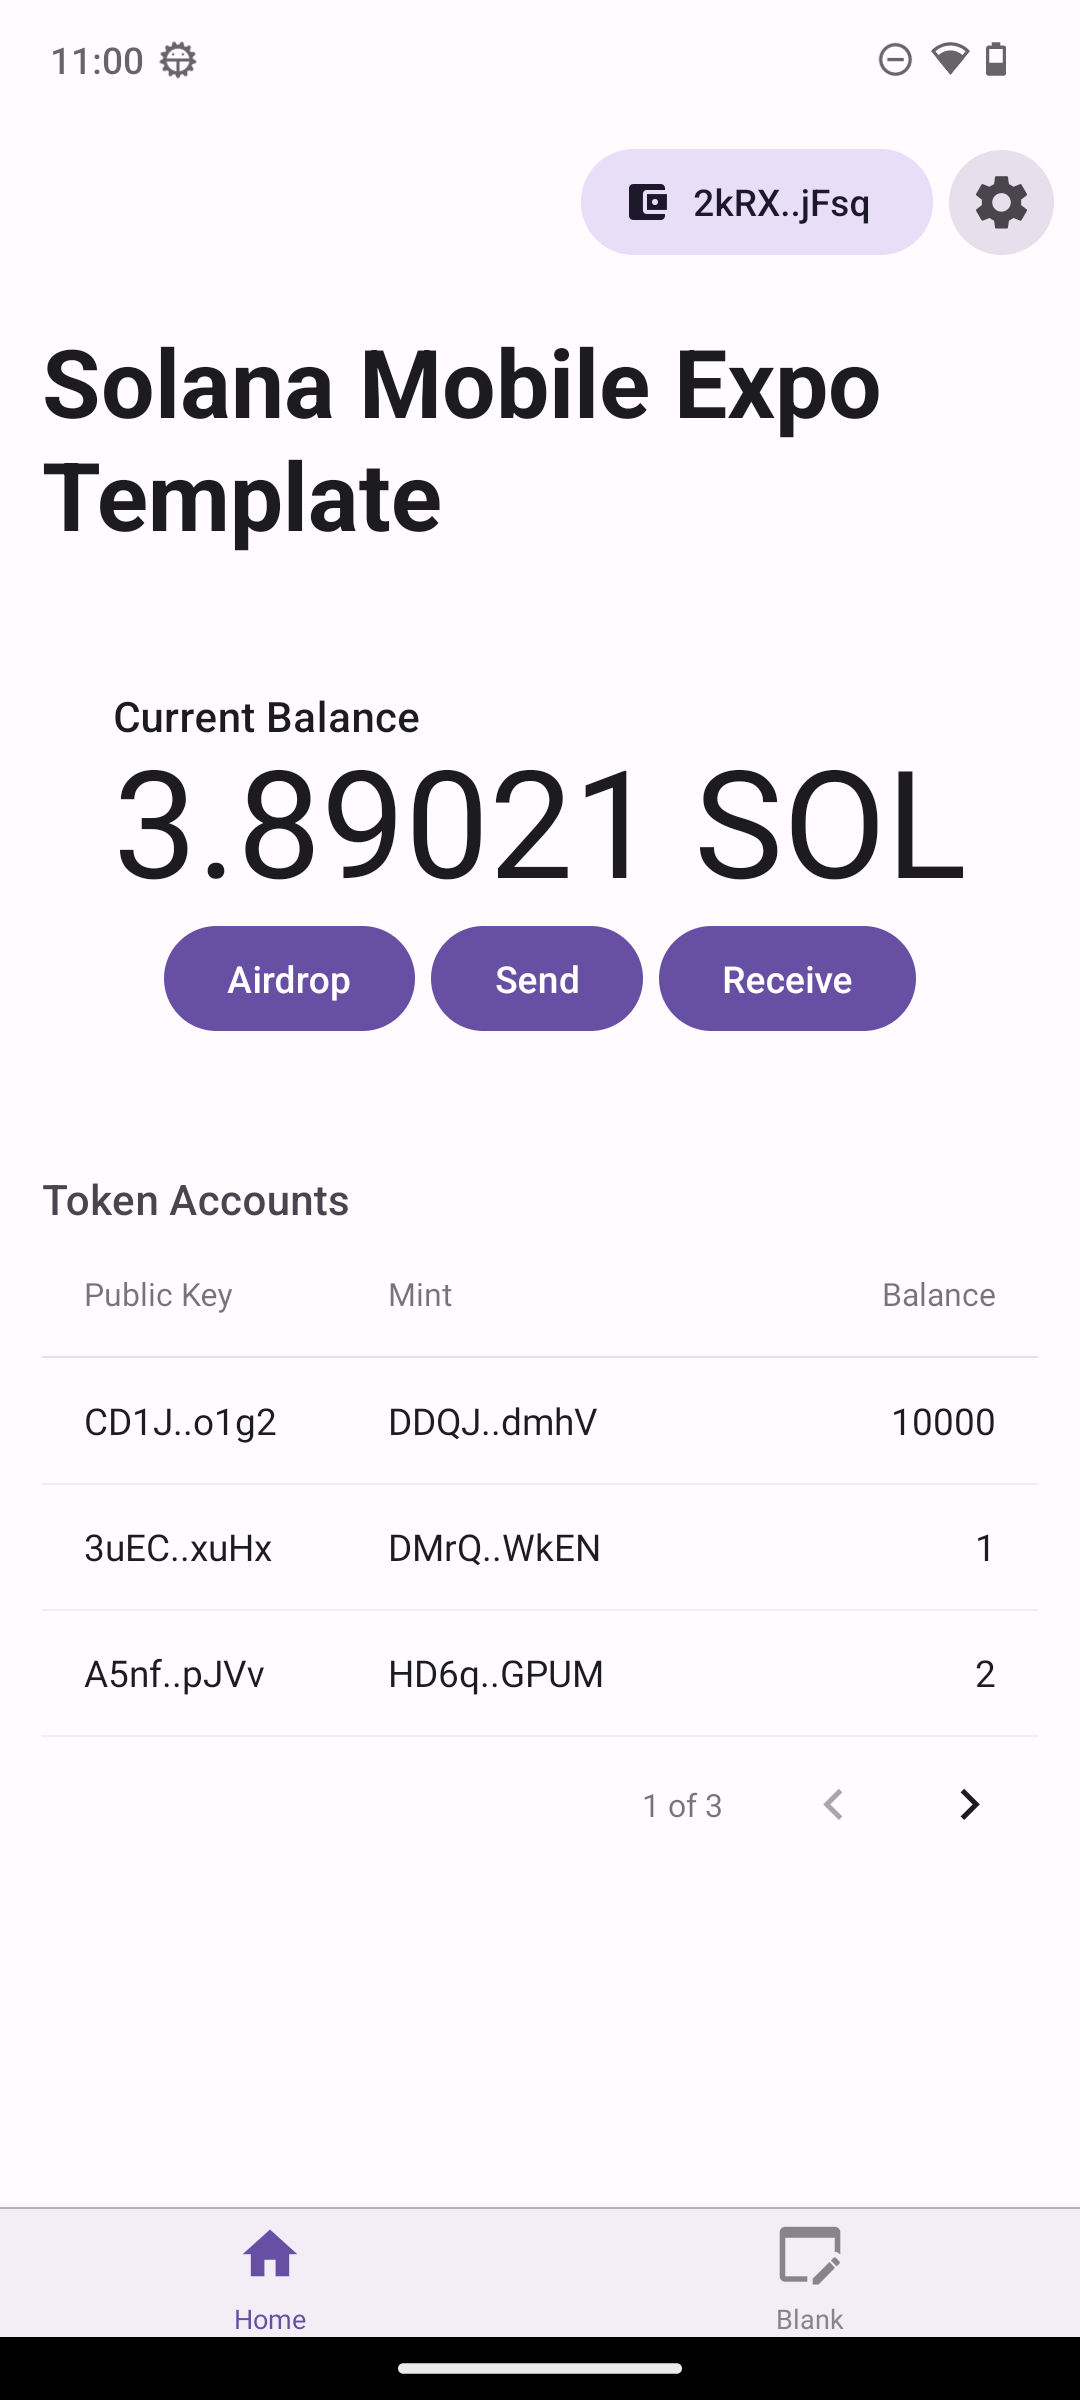 11:00
2kRX..jFsq
Solana Mobile Expo
Template
Current Balance
3.89021 SOL
Airdrop Send Receive
Token Accounts
Public Key Mint Balance
CD1J..o1g2 DDQJ..dmhV 10000
3uEC..xuHx DMrQ..WkEN 1
A5nf..pJVv HD6q..GPUM 2
1 of 3
Home Blank